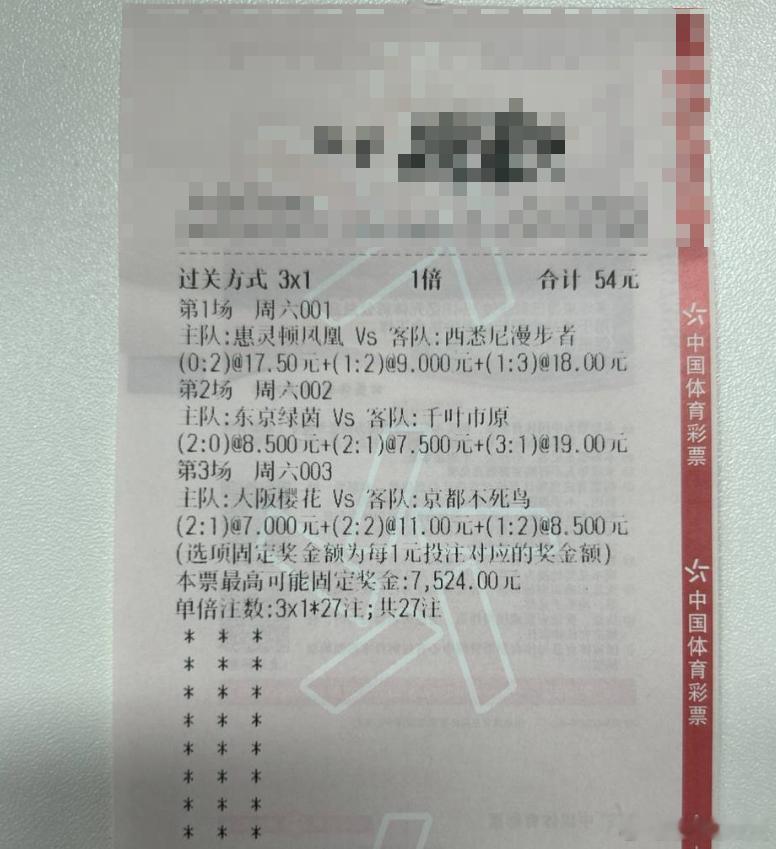 过关方式 3x1 1倍 合计 54元
第1场 周六001
主队:惠灵顿凤凰 Vs 客队:西悉尼漫步者
(0:2)@17.50元+(1:2)@9.000元+(1:3)@18.00元
第2场 周六002
主队:东京绿茵 Vs 客队:千叶市原
(2:0)@8.500元+(2:1)@7.500元+(3:1)@19.00元
第3场 周六003
主队:大阪樱花 Vs 客队:京都不死鸟
(2:1)@7.000元+(2:2)@11.00元+(1:2)@8.500元
(选项固定奖金额为每1元投注对应的奖金额)
本票最高可能固定奖金:7,524.00元
单倍注数:3x1*27注;共27注
* * *
* * *
* * *
* * *
* * *
* * *
* * *
* * *
中国体育彩票
中国体育彩票